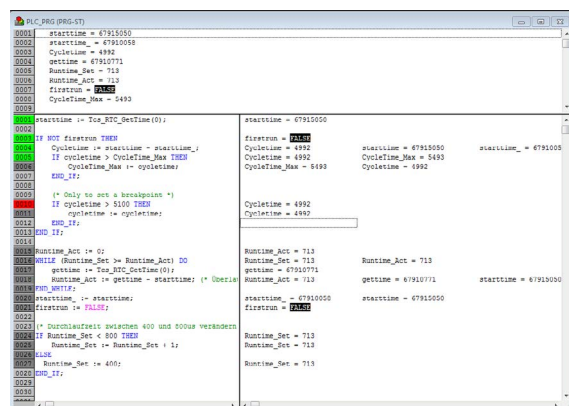 PLC_PRG (PRG-ST)
0001 starttime = 67915050
0002 starttime_ = 67910058
0003 Cycletime = 4992
0004 gettime = 67910771
0005 Runtime_Set = 713
0006 Runtime_Act = 713
0007 firstrun = FALSE
0008 CycleTime_Max = 5493
0009
0001 starttime := Tcs_RTC_GetTime(0); starttime = 67915050
0002
0003 IF NOT firstrun THEN firstrun = FALSE
0004 Cycletime := starttime - starttime_; Cycletime = 4992 starttime = 67915050 starttime_ = 6791005
0005 IF cycletime > CycleTime_Max THEN Cycletime = 4992 CycleTime_Max = 5493
0006 CycleTime_Max := cycletime; CycleTime_Max = 5493 Cycletime = 4992
0007 END_IF;
0008
0009 (* Only to set a breakpoint *)
0010 IF cycletime > 5100 THEN Cycletime = 4992
0011 cycletime := cycletime; Cycletime = 4992
0012 END_IF;
0013 END_IF;
0014
0015 Runtime_Act := 0; Runtime_Act = 713
0016 WHILE (Runtime_Set >= Runtime_Act) DO Runtime_Set = 713 Runtime_Act = 713
0017 gettime := Tcs_RTC_GetTime(0); gettime = 67910771
0018 Runtime_Act := gettime - starttime; (* Überla Runtime_Act = 713 gettime = 67910771 starttime = 67915050
0019 END_WHILE;
0020 starttime_ := starttime; starttime_ = 67910058 starttime = 67915050
0021 firstrun := FALSE; firstrun = FALSE
0022
0023 (* Durchlaufzeit zwischen 400 und 800us verändern
0024 IF Runtime_Set < 800 THEN Runtime_Set = 713
0025 Runtime_Set := Runtime_Set + 1; Runtime_Set = 713
0026 ELSE
0027 Runtime_Set := 400; Runtime_Set = 713
0028 END_IF;
0029
0030